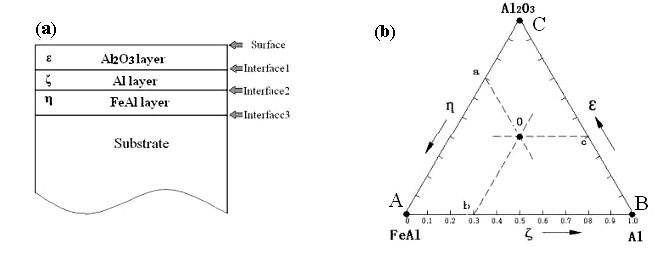 (a)
Surface
ε Al2O3 layer
Interface1
ζ Al layer
Interface2
η FeAl layer
Interface3
Substrate
(b)
Al2O3
C
a
η
ε
O
c
A
B
b
0 0.1 0.2 0.3 0.4 0.5 0.6 0.7 0.8 0.9 1.0
FeAl
ζ
Al